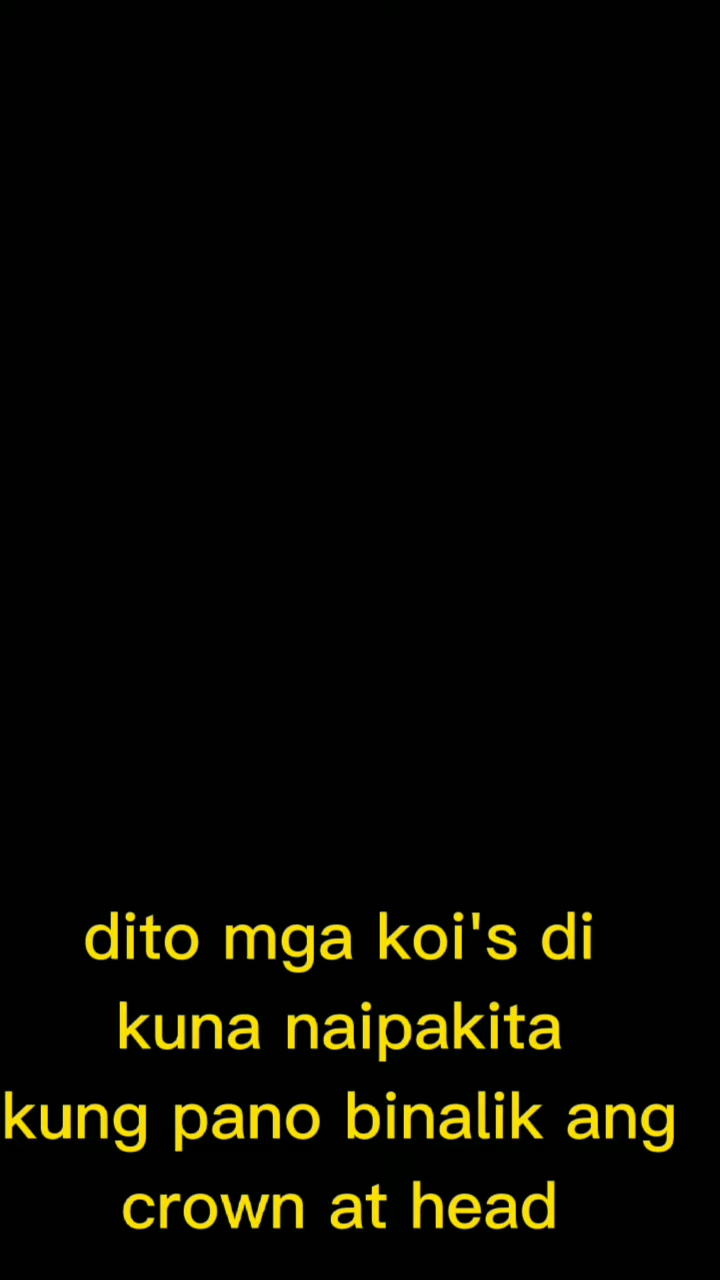 dito mga koi's di
kuna naipakita
kung pano binalik ang
crown at head